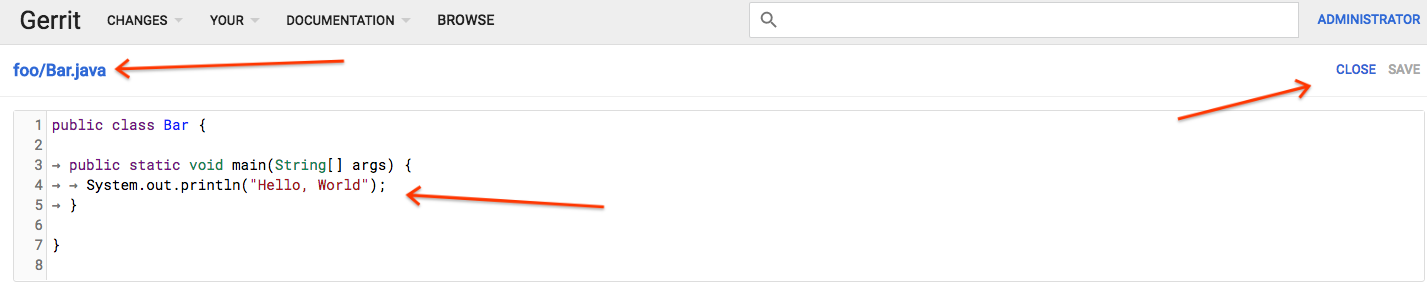 Gerrit CHANGES YOUR DOCUMENTATION BROWSE ADMINISTRATOR
foo/Bar.java CLOSE SAVE
1 public class Bar {
2
3 → public static void main(String[] args) {
4 → → System.out.println("Hello, World");
5 → }
6
7 }
8